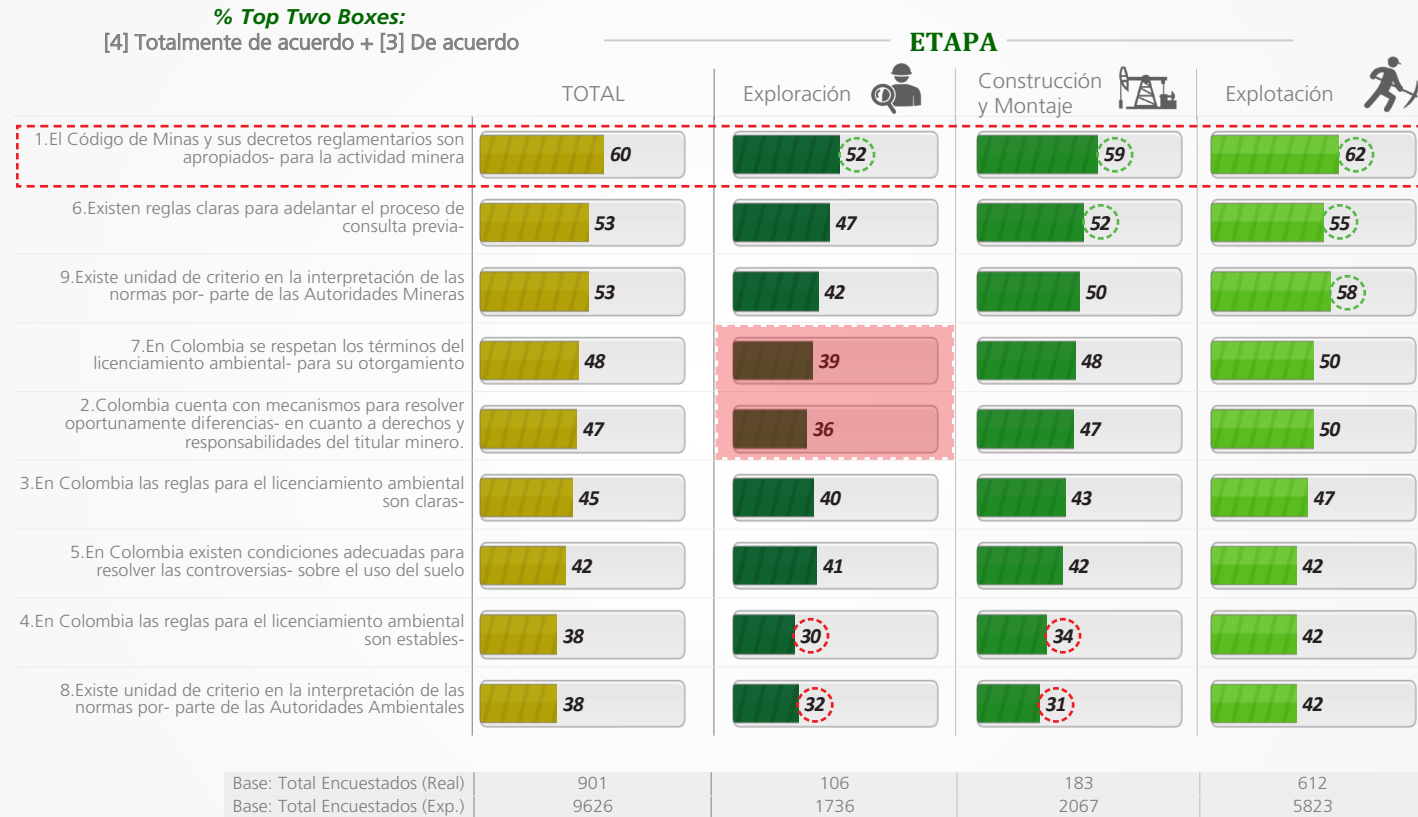 % Top Two Boxes:
[4] Totalmente de acuerdo + [3] De acuerdo
ETAPA
TOTAL
Exploración
Construcción
y Montaje
Explotación
1.El Código de Minas y sus decretos reglamentarios son
apropiados- para la actividad minera
60
52
59
62
6.Existen reglas claras para adelantar el proceso de
consulta previa-
53
47
52
55
9.Existe unidad de criterio en la interpretación de las
normas por- parte de las Autoridades Mineras
53
42
50
58
7.En Colombia se respetan los términos del
licenciamiento ambiental- para su otorgamiento
48
39
48
50
2.Colombia cuenta con mecanismos para resolver
oportunamente diferencias- en cuanto a derechos y
responsabilidades del titular minero.
47
36
47
50
3.En Colombia las reglas para el licenciamiento ambiental
son claras-
45
40
43
47
5.En Colombia existen condiciones adecuadas para
resolver las controversias- sobre el uso del suelo
42
41
42
42
4.En Colombia las reglas para el licenciamiento ambiental
son estables-
38
30
34
42
8.Existe unidad de criterio en la interpretación de las
normas por- parte de las Autoridades Ambientales
38
32
31
42
Base: Total Encuestados (Real) 901 106 183 612
Base: Total Encuestados (Exp.) 9626 1736 2067 5823